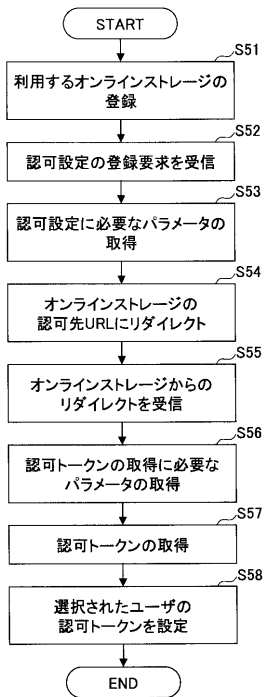 START
S51
利用するオンラインストレージの
登録
S52
認可設定の登録要求を受信
S53
認可設定に必要なパラメータの
取得
S54
オンラインストレージの
認可先URLにリダイレクト
S55
オンラインストレージからの
リダイレクトを受信
S56
認可トークンの取得に必要な
パラメータの取得
S57
認可トークンの取得
S58
選択されたユーザの
認可トークンを設定
END